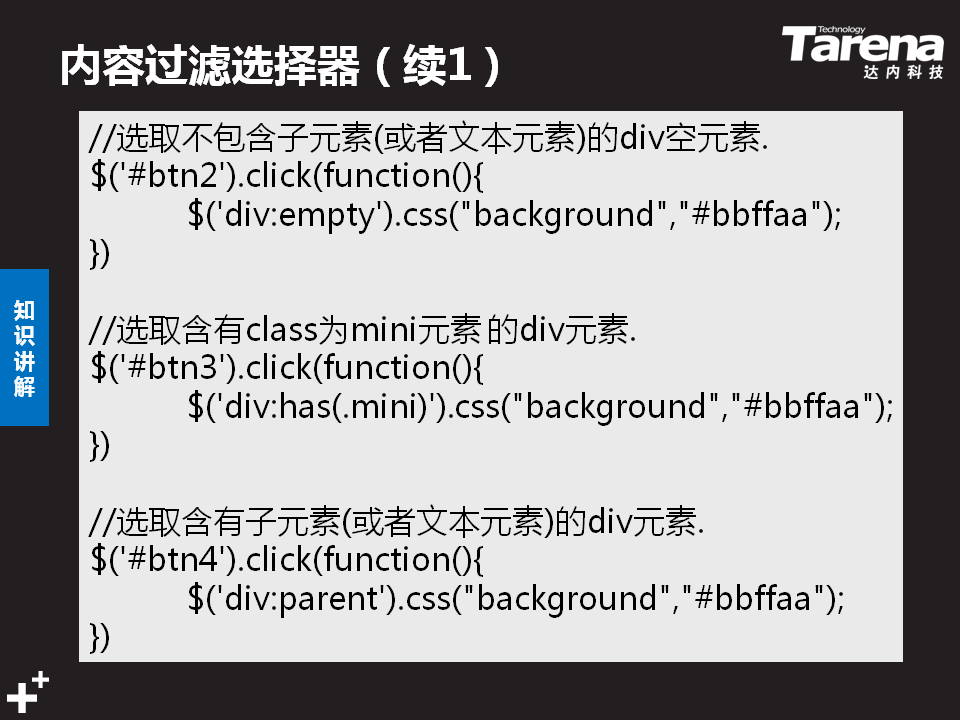 内容过滤选择器（续1）
Technology
Tarena
达内科技
//选取不包含子元素(或者文本元素)的div空元素.
$('#btn2').click(function(){
$('div:empty').css("background","#bbffaa");
})
//选取含有class为mini元素 的div元素.
$('#btn3').click(function(){
$('div:has(.mini)').css("background","#bbffaa");
})
//选取含有子元素(或者文本元素)的div元素.
$('#btn4').click(function(){
$('div:parent').css("background","#bbffaa");
})
知
识
讲
解